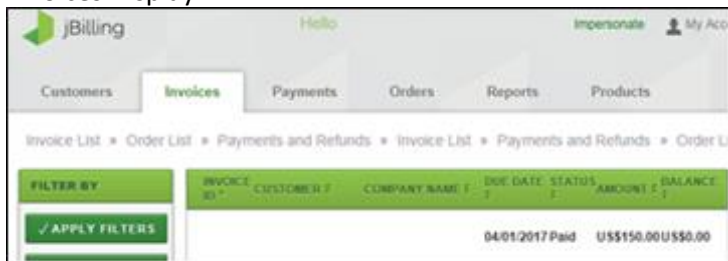 jBilling Hello Impersonate My Acc
Customers Invoices Payments Orders Reports Products
Invoice List » Order List » Payments and Refunds » Invoice List » Payments and Refunds » Order L
FILTER BY INVOICE ID CUSTOMER COMPANY NAME DUE DATE STATUS AMOUNT BALANCE
✓ APPLY FILTERS
04/01/2017 Paid US$150.00 US$0.00